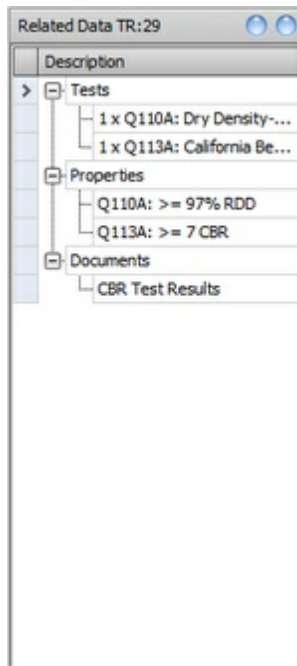 Related Data TR:29
Description
Tests
1 x Q110A: Dry Density-...
1 x Q113A: California Be...
Properties
Q110A: >= 97% RDD
Q113A: >= 7 CBR
Documents
CBR Test Results